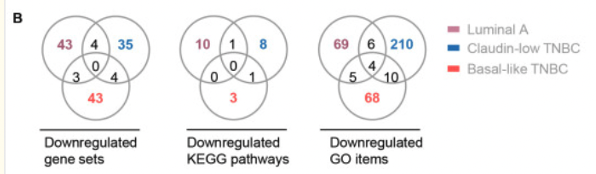 B
43 4 35
0
3 4
43
Downregulated
gene sets
10 1 8
0
0 1
3
Downregulated
KEGG pathways
69 6 210
4
5 10
68
Downregulated
GO items
Luminal A
Claudin-low TNBC
Basal-like TNBC